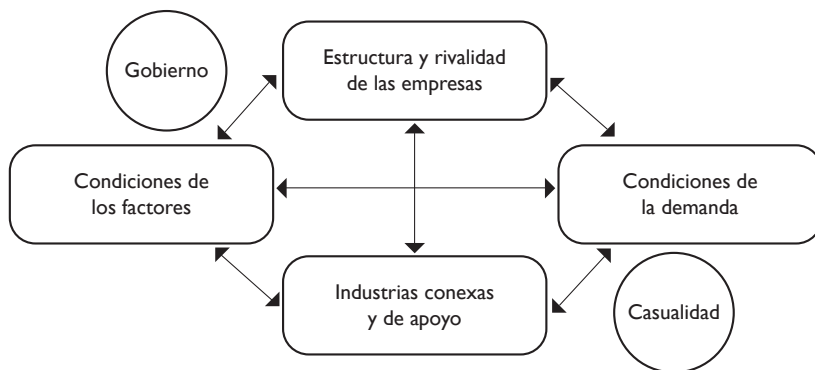 Gobierno
Estructura y rivalidad
de las empresas
Condiciones de
los factores
Condiciones de
la demanda
Industrias conexas
y de apoyo
Casualidad